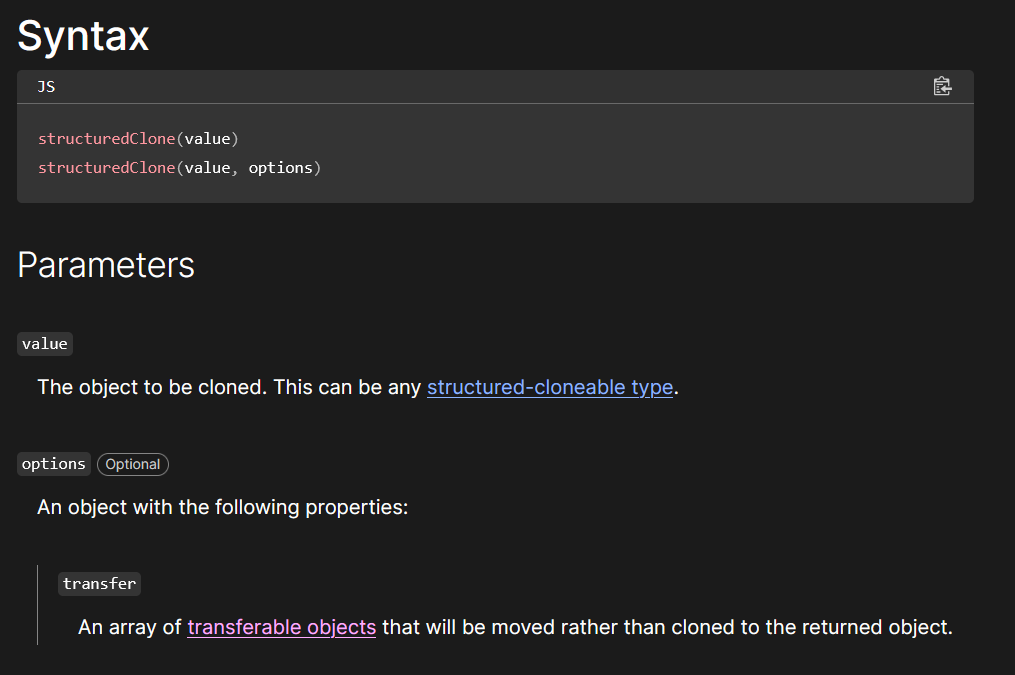 Syntax
JS
structuredClone(value)
structuredClone(value, options)
Parameters
value
The object to be cloned. This can be any structured-cloneable type.
options Optional
An object with the following properties:
transfer
An array of transferable objects that will be moved rather than cloned to the returned object.